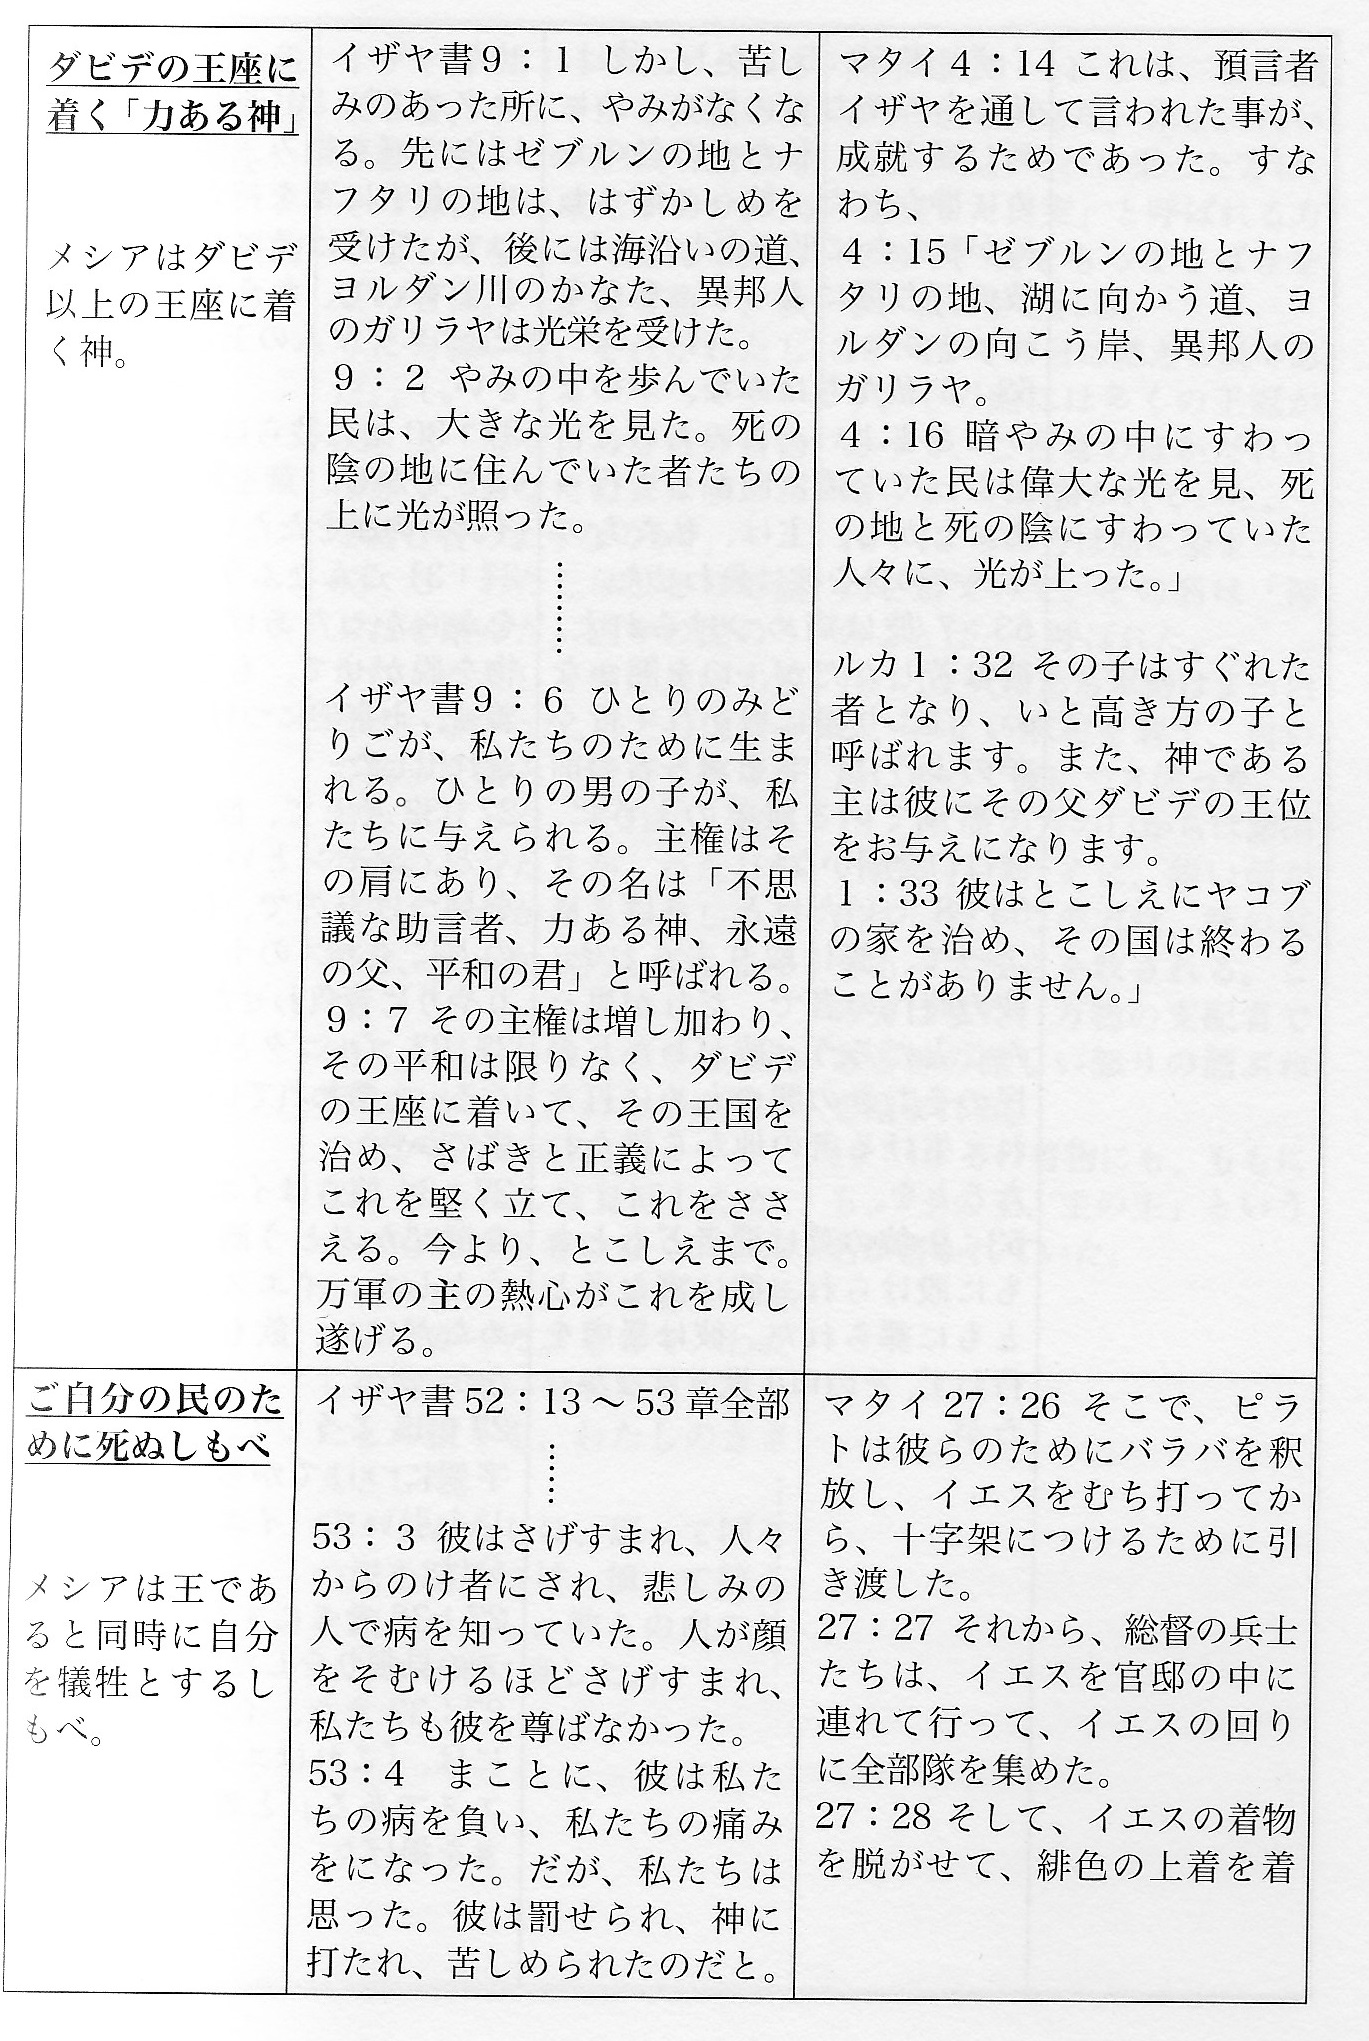 ダビデの王座に
着く「力ある神」
メシアはダビデ
以上の王座に着
く神。
イザヤ書９：１ しかし、苦し
みのあった所に、やみがなくな
る。先にはゼブルンの地とナ
フタリの地は、はずかしめを
受けたが、後には海沿いの道、
ヨルダン川のかなた、異邦人
のガリラヤは光栄を受けた。
９：２ やみの中を歩んでいた
民は、大きな光を見た。死の
陰の地に住んでいた者たちの
上に光が照った。
………
イザヤ書９：６ ひとりのみど
りごが、私たちのために生ま
れる。ひとりの男の子が、私
たちに与えられる。主権はそ
の肩にあり、その名は「不思
議な助言者、力ある神、永遠
の父、平和の君」と呼ばれる。
９：７ その主権は増し加わり、
その平和は限りなく、ダビデ
の王座に着いて、その王国を
治め、さばきと正義によって
これを堅く立て、これをささ
える。今より、とこしえまで。
万軍の主の熱心がこれを成し
遂げる。
マタイ４：14 これは、預言者
イザヤを通して言われた事が、
成就するためであった。すな
わち、
４：15「ゼブルンの地とナフ
タリの地、湖に向かう道、ヨ
ルダンの向こう岸、異邦人の
ガリラヤ。
４：16 暗やみの中にすわっ
ていた民は偉大な光を見、死
の地と死の陰にすわっていた
人々に、光が上った。」
ルカ１：32 その子はすぐれた
者となり、いと高き方の子と
呼ばれます。また、神である
主は彼にその父ダビデの王位
をお与えになります。
１：33 彼はとこしえにヤコブ
の家を治め、その国は終わる
ことがありません。」
ご自分の民のた
めに死ぬしもべ
メシアは王であ
ると同時に自分
を犠牲とするし
もべ。
イザヤ書 52：13～53 章全部
……
53：３ 彼はさげすまれ、人々
からのけ者にされ、悲しみの
人で病を知っていた。人が顔
をそむけるほどさげすまれ、
私たちも彼を尊ばなかった。
53：4　まことに、彼は私た
ちの病を負い、私たちの痛み
をになった。だが、私たちは
思った。彼は罰せられ、神に
打たれ、苦しめられたのだと。
マタイ 27：26 そこで、ピラ
トは彼らのためにバラバを釈
放し、イエスをむち打ってか
ら、十字架につけるために引
き渡した。
27：27 それから、総督の兵士
たちは、イエスを官邸の中に
連れて行って、イエスの回り
に全部隊を集めた。
27：28 そして、イエスの着物
を脱がせて、緋色の上着を着